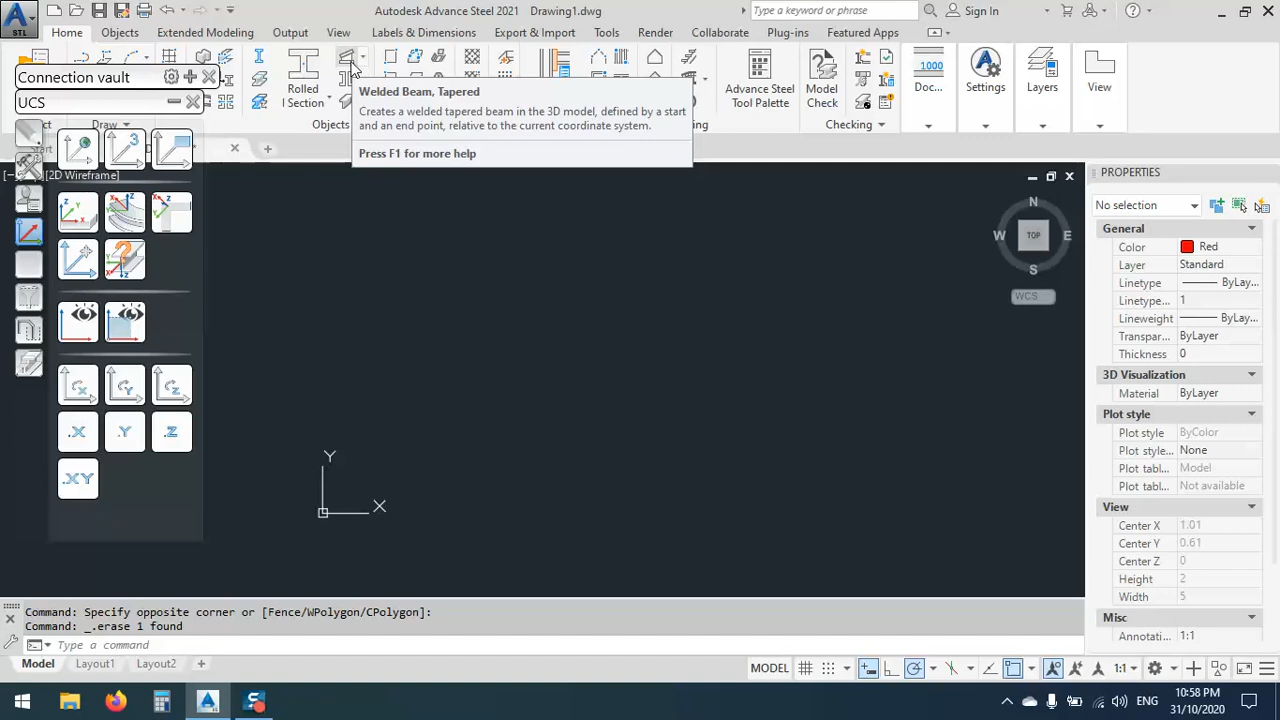 Autodesk Advance Steel 2021 Drawing1.dwg
Type a keyword or phrase
Sign In
STL
Home Objects Extended Modeling Output View Labels & Dimensions Export & Import Tools Render Collaborate Plug-ins Featured Apps
Connection vault
UCS
Rolled
I Section
Objects
Draw
Start
Welded Beam, Tapered
Creates a welded tapered beam in the 3D model, defined by a start
and an end point, relative to the current coordinate system.
Press F1 for more help
Advance Steel
Tool Palette
Model
Check
Checking
1000
Doc...
Settings
Layers
View
[2D Wireframe]
3
X
Y
Z
.X
.Y
.Z
.XY
Y
X
N
W
TOP
E
S
WCS
PROPERTIES
No selection
General
Color Red
Layer Standard
Linetype ByLay...
Linetype... 1
Lineweight ByLay...
Transpar... ByLayer
Thickness 0
3D Visualization
Material ByLayer
Plot style
Plot style ByColor
Plot style... None
Plot tabl... Model
Plot tabl... Not available
View
Center X 1.01
Center Y 0.61
Center Z 0
Height 2
Width 5
Misc
Annotati... 1:1
Command: Specify opposite corner or [Fence/WPolygon/CPolygon]:
Command: _.erase 1 found
Type a command
Model Layout1 Layout2
MODEL
1:1
ENG
10:58 PM
31/10/2020